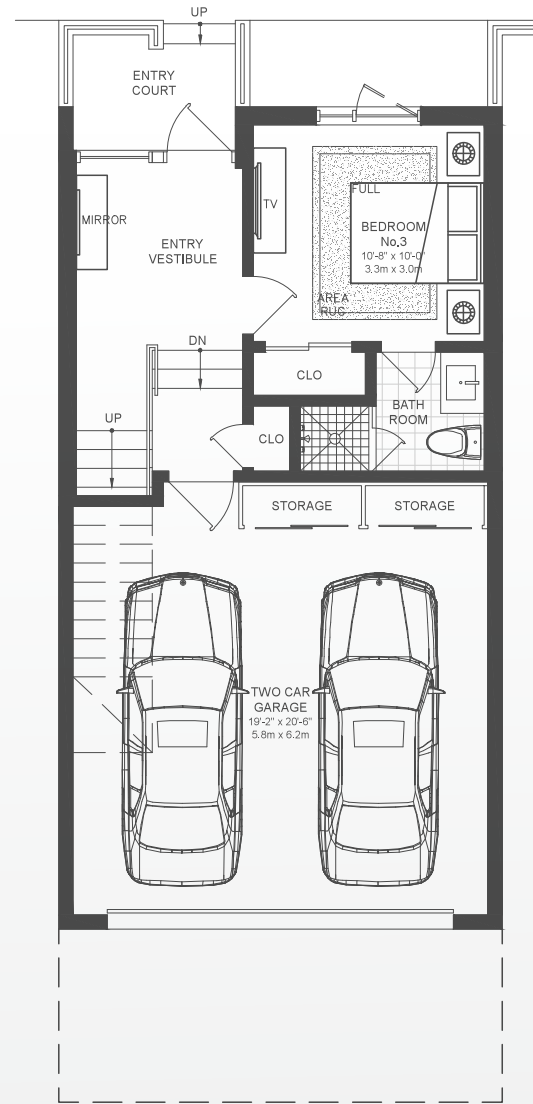 UP
ENTRY
COURT
FULL
MIRROR
TV
BEDROOM
No.3
10'-8" x 10'-0"
3.3m x 3.0m
ENTRY
VESTIBULE
AREA
RUG
DN
CLO
UP
BATH
ROOM
CLO
STORAGE
STORAGE
TWO CAR
GARAGE
19'-2" x 20'-6"
5.8m x 6.2m